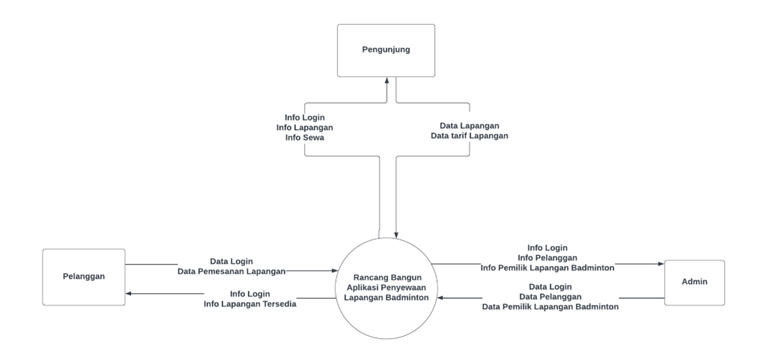 Pengunjung
Info Login
Info Lapangan
Info Sewa
Data Lapangan
Data tarif Lapangan
Pelanggan
Data Login
Data Pemesanan Lapangan
Info Login
Info Lapangan Tersedia
Rancang Bangun
Aplikasi Penyewaan
Lapangan Badminton
Info Login
Info Pelanggan
Info Pemilik Lapangan Badminton
Data Login
Data Pelanggan
Data Pemilik Lapangan Badminton
Admin